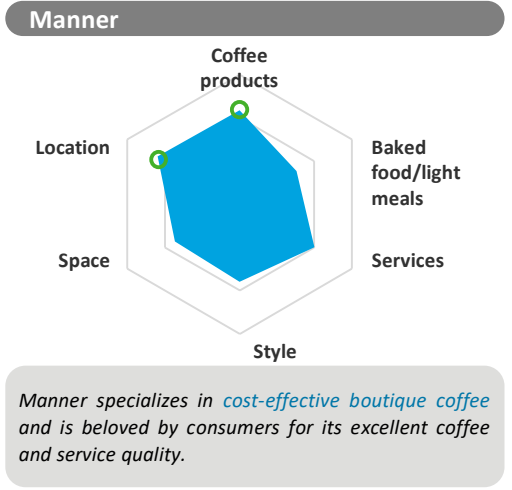 Manner
Coffee
products
Location
Baked
food/light
meals
Space
Services
Style
Manner specializes in cost-effective boutique coffee
and is beloved by consumers for its excellent coffee
and service quality.